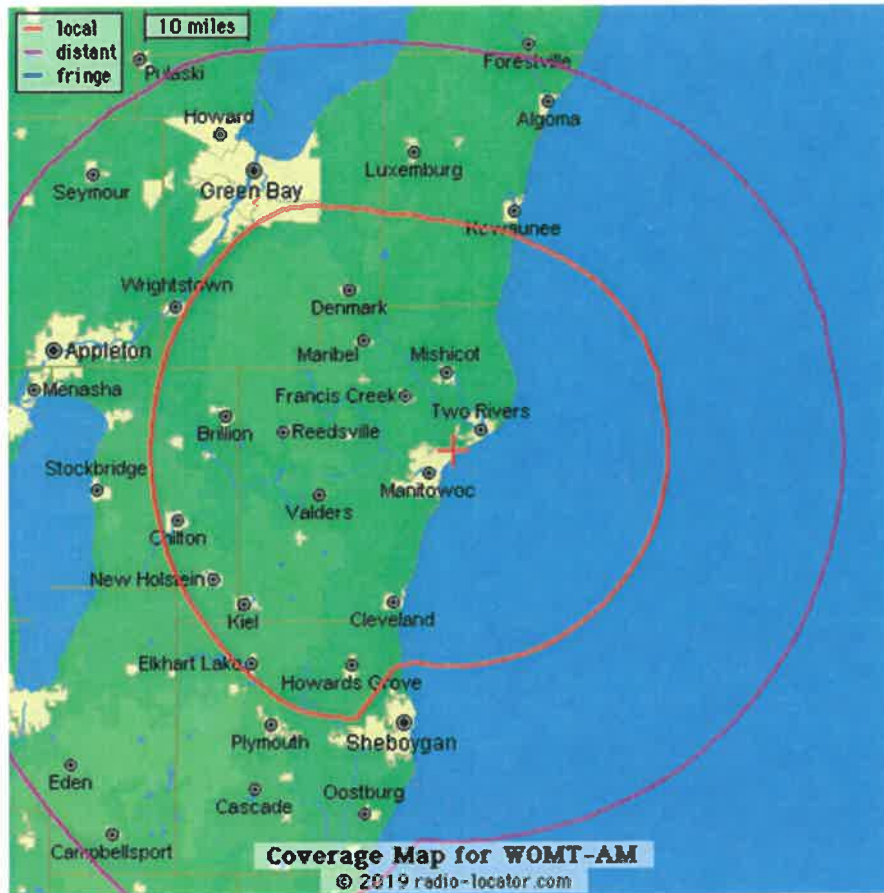 local
10 miles
distant
fringe
Forestville
Pulaski
Algoma
Howard
Luxemburg
Green Bay
Seymour
Kewaunee
Wrightstown
Denmark
Appleton
Maribel
Mishicot
Menasha
Francis Creek
Two Rivers
Brillion
Reedsville
Stockbridge
Manitowoc
Valders
Chilton
New Holstein
Kiel
Cleveland
Elkhart Lake
Howards Grove
Plymouth
Sheboygan
Eden
Cascade
Oostburg
Campbellsport
Coverage Map for WOMT-AM
© 2019 radio-locator.com